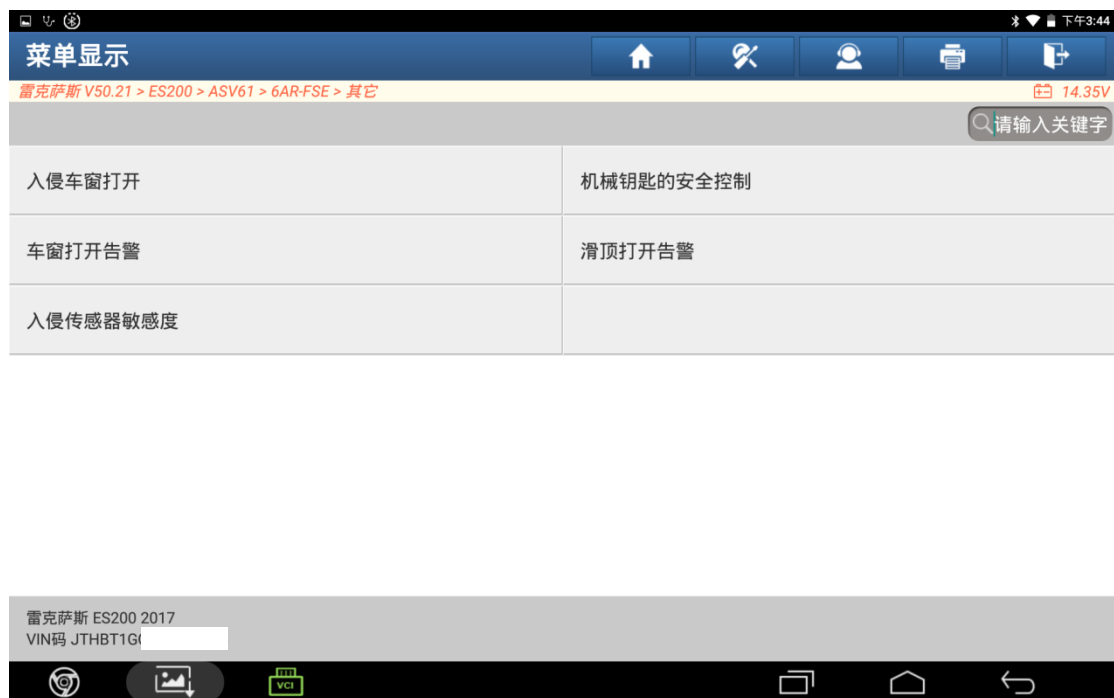 下午3:44
菜单显示
雷克萨斯 V50.21 > ES200 > ASV61 > 6AR-FSE > 其它
14.35V
请输入关键字
入侵车窗打开
机械钥匙的安全控制
车窗打开告警
滑顶打开告警
入侵传感器敏感度
雷克萨斯 ES200 2017
VIN码 JTHBT1G
VCI